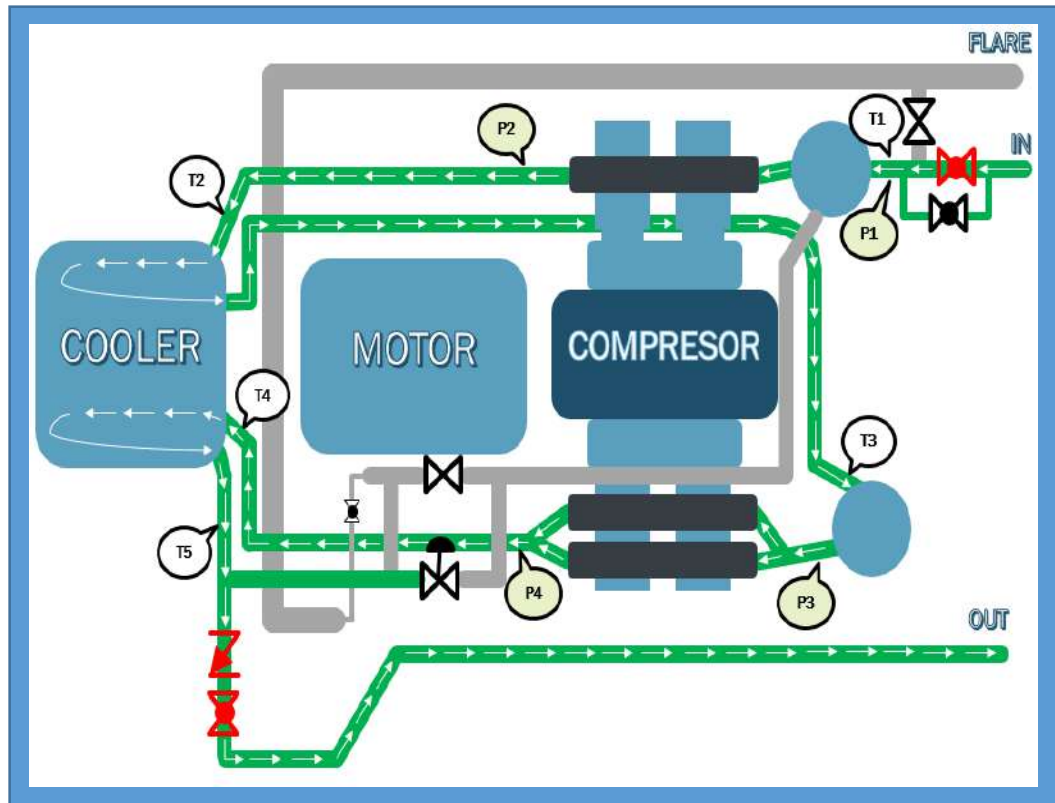 FLARE
P2
T1
IN
T2
P1
COOLER
MOTOR
COMPRESOR
T4
T3
T5
P4
P3
OUT